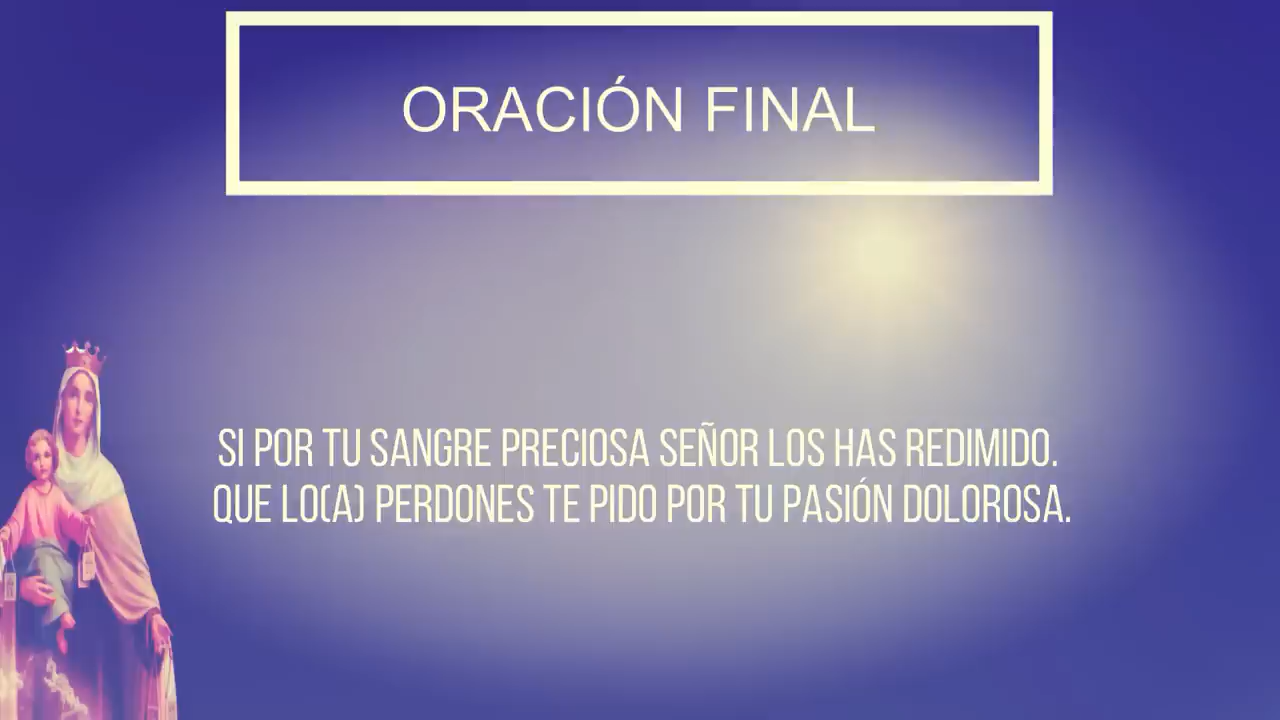 ORACIÓN FINAL
SI POR TU SANGRE PRECIOSA SEÑOR LOS HAS REDIMIDO.
QUE LO(A) PERDONES TE PIDO POR TU PASIÓN DOLOROSA.